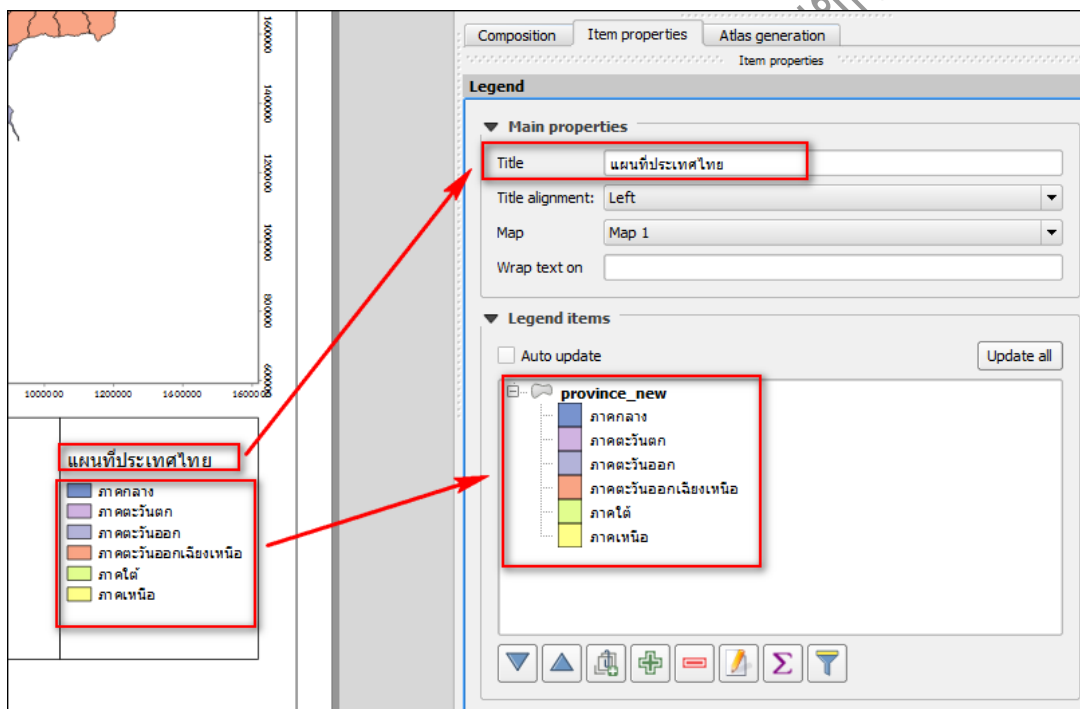 1600000
1400000
1200000
1000000
800000
600000
1000000 1200000 1400000 1600000
แผนที่ประเทศไทย
ภาคกลาง
ภาคตะวันตก
ภาคตะวันออก
ภาคตะวันออกเฉียงเหนือ
ภาคใต้
ภาคเหนือ
Composition Item properties Atlas generation
Item properties
Legend
Main properties
Title แผนที่ประเทศไทย
Title alignment: Left
Map Map 1
Wrap text on
Legend items
Auto update Update all
province_new
ภาคกลาง
ภาคตะวันตก
ภาคตะวันออก
ภาคตะวันออกเฉียงเหนือ
ภาคใต้
ภาคเหนือ
Σ